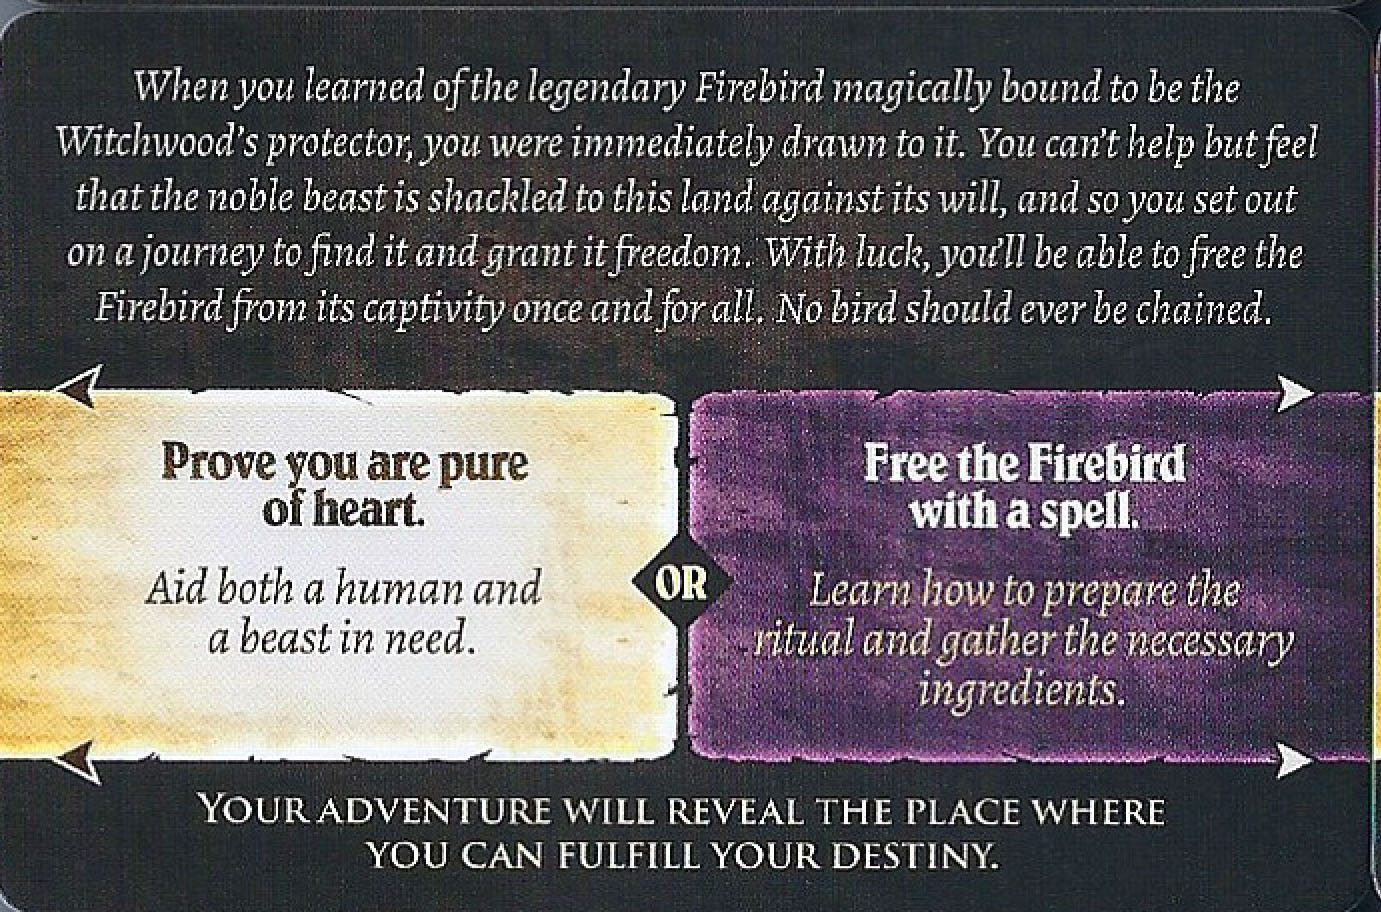 When you learned of the legendary Firebird magically bound to be the
Witchwood's protector, you were immediately drawn to it. You can't help but feel
that the noble beast is shackled to this land against its will, and so you set out
on a journey to find it and grant it freedom. With luck, you'll be able to free the
Firebird from its captivity once and for all. No bird should ever be chained.
Prove you are pure
of heart.
Aid both a human and
a beast in need.
OR
Free the Firebird
with a spell.
Learn how to prepare the
ritual and gather the necessary
ingredients.
YOUR ADVENTURE WILL REVEAL THE PLACE WHERE
YOU CAN FULFILL YOUR DESTINY.